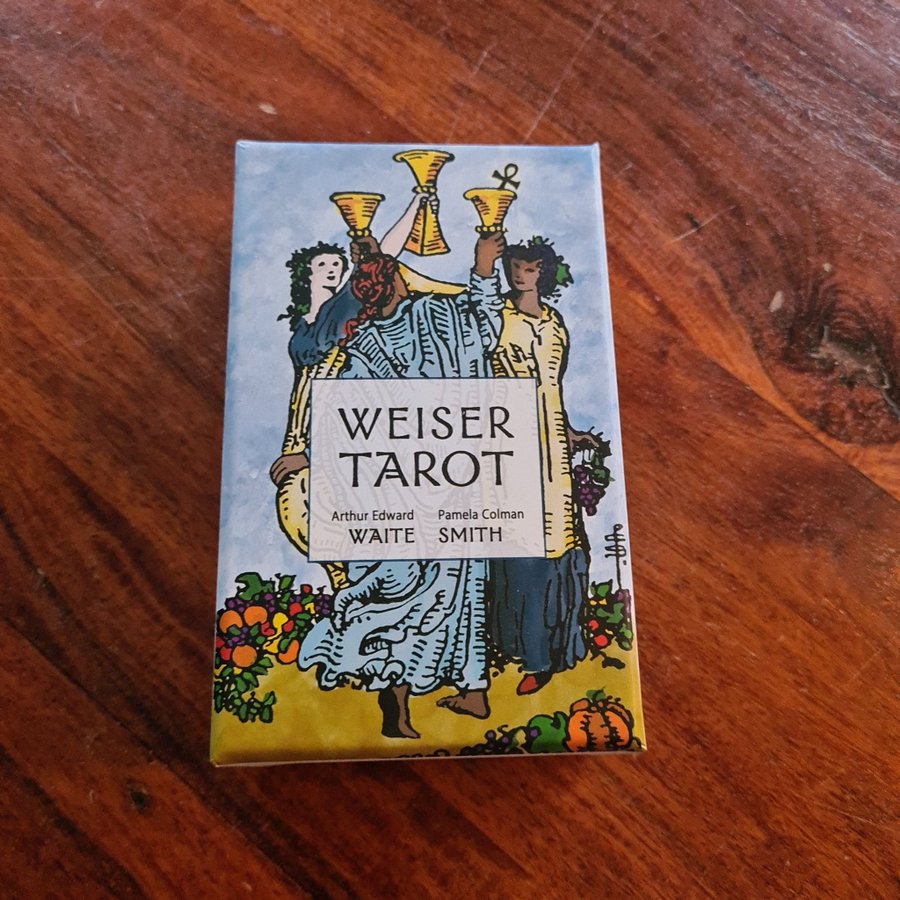 WEISER
TAROT
Arthur Edward Pamela Colman
WAITE SMITH